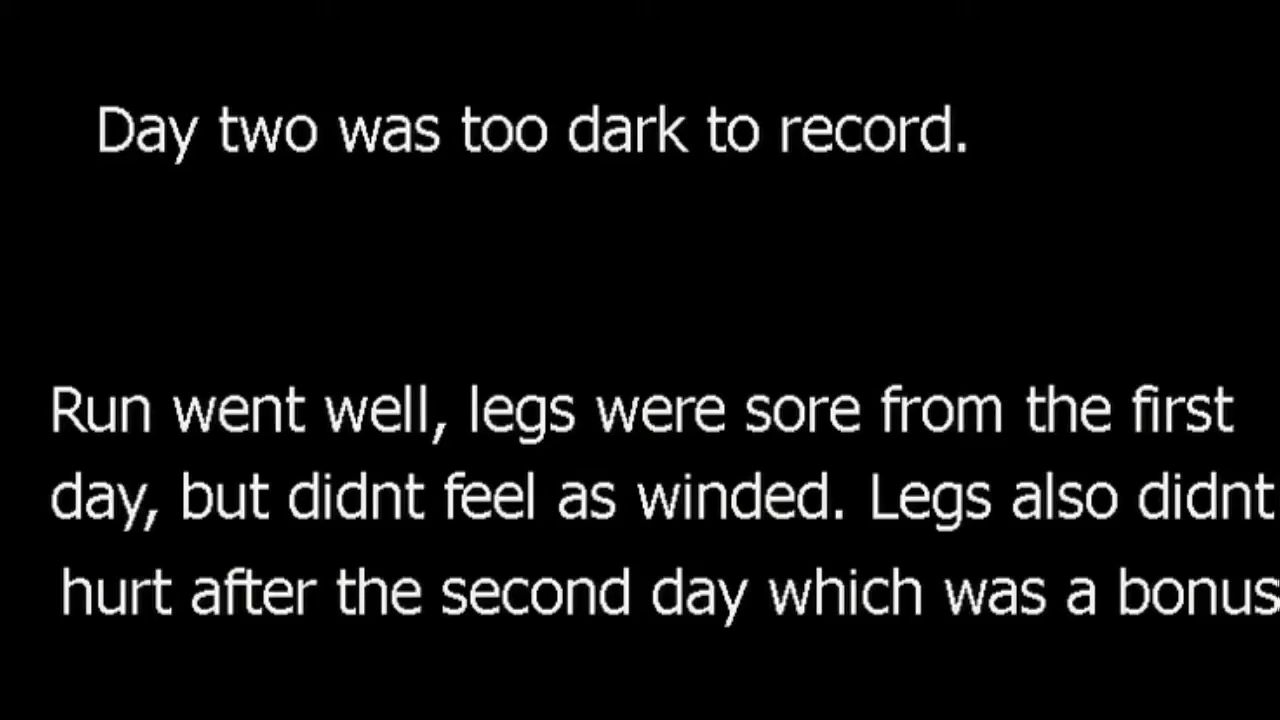 Day two was too dark to record.
Run went well, legs were sore from the first
day, but didnt feel as winded. Legs also didnt
hurt after the second day which was a bonus